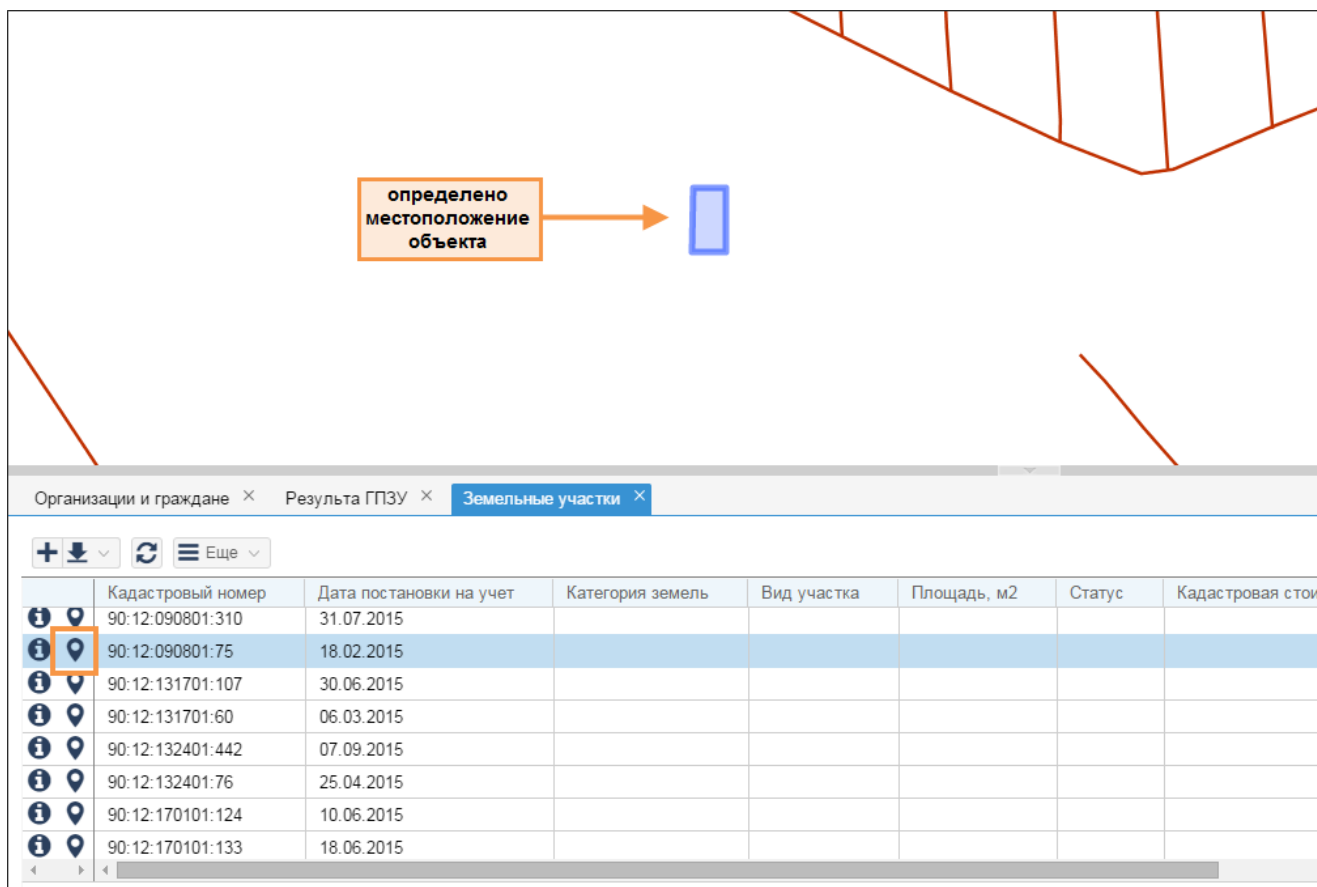 определено
местоположение
объекта
Организации и граждане
Результа ГПЗУ
Земельные участки
Еще
Кадастровый номер Дата постановки на учет Категория земель Вид участка Площадь, м2 Статус Кадастровая стои
90:12:090801:310 31.07.2015
90:12:090801:75 18.02.2015
90:12:131701:107 30.06.2015
90:12:131701:60 06.03.2015
90:12:132401:442 07.09.2015
90:12:132401:76 25.04.2015
90:12:170101:124 10.06.2015
90:12:170101:133 18.06.2015